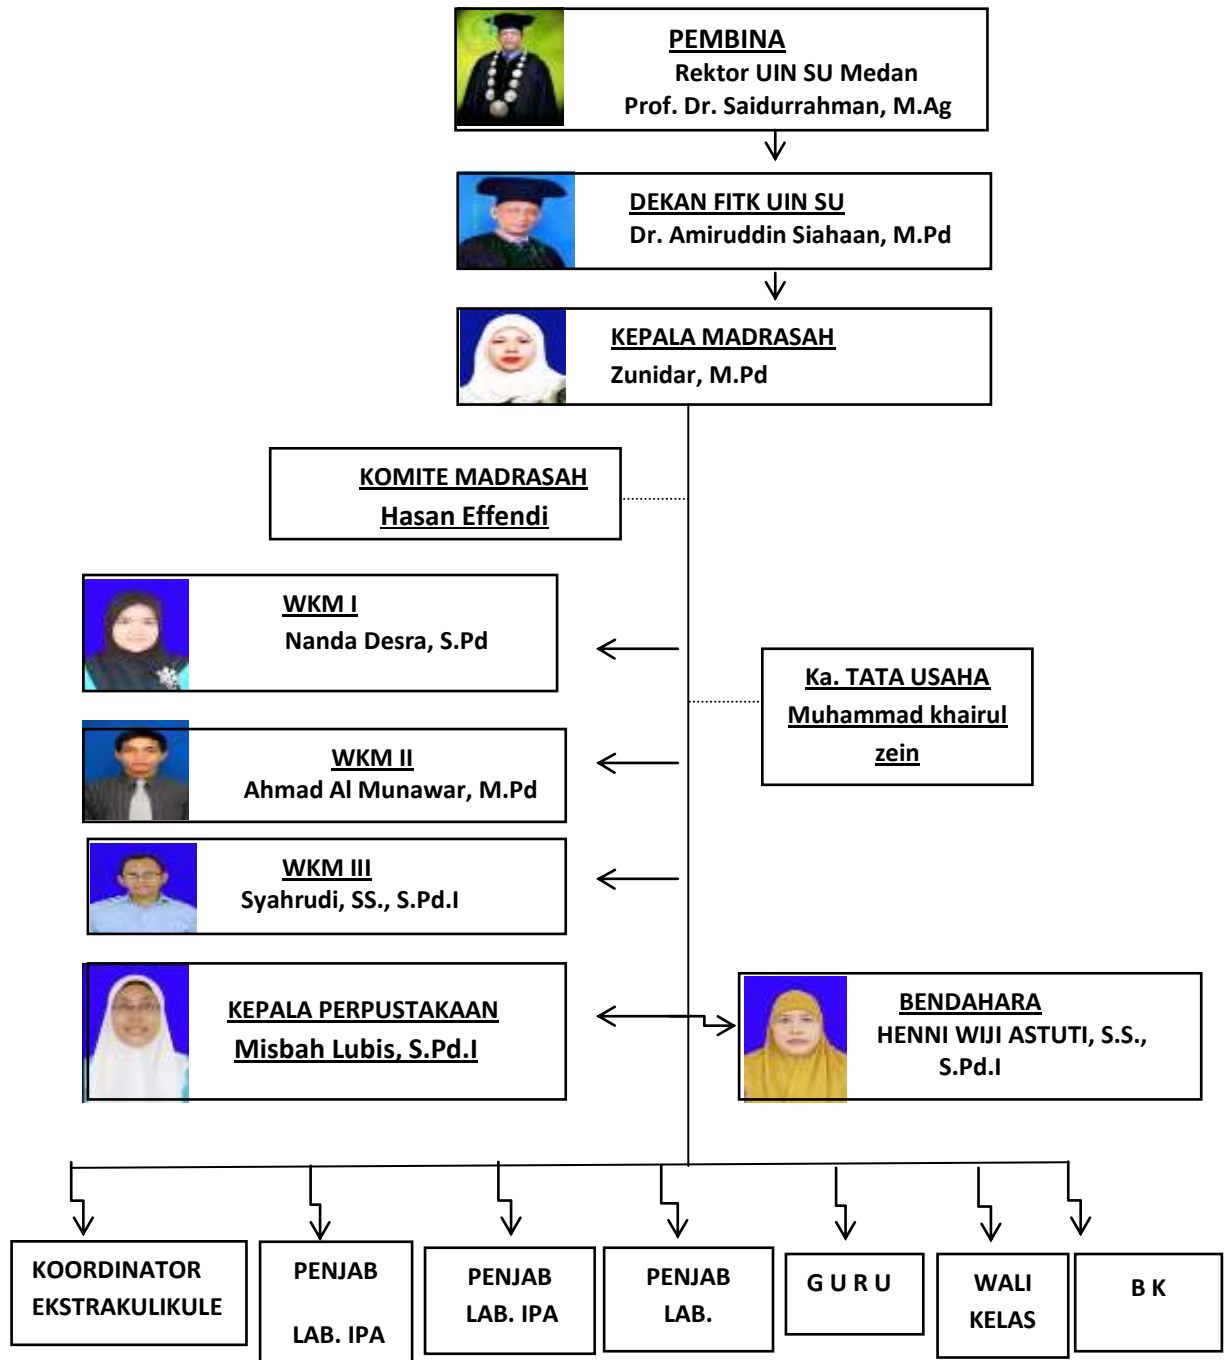 PEMBINA
Rektor UIN SU Medan
Prof. Dr. Saidurrahman, M.Ag
DEKAN FITK UIN SU
Dr. Amiruddin Siahaan, M.Pd
KEPALA MADRASAH
Zunidar, M.Pd
KOMITE MADRASAH
Hasan Effendi
WKM I
Nanda Desra, S.Pd
Ka. TATA USAHA
Muhammad khairul
zein
WKM II
Ahmad Al Munawar, M.Pd
WKM III
Syahrudi, SS., S.Pd.I
KEPALA PERPUSTAKAAN
Misbah Lubis, S.Pd.I
BENDAHARA
HENNI WIJI ASTUTI, S.S.,
S.Pd.I
KOORDINATOR
EKSTRAKULIKULE
PENJAB
LAB. IPA
PENJAB
LAB. IPA
PENJAB
LAB.
G U R U
WALI
KELAS
B K